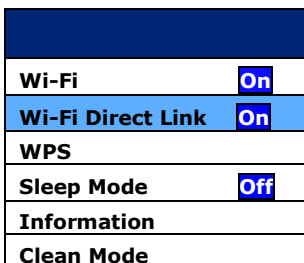 Wi-Fi On
Wi-Fi Direct Link On
WPS
Sleep Mode Off
Information
Clean Mode